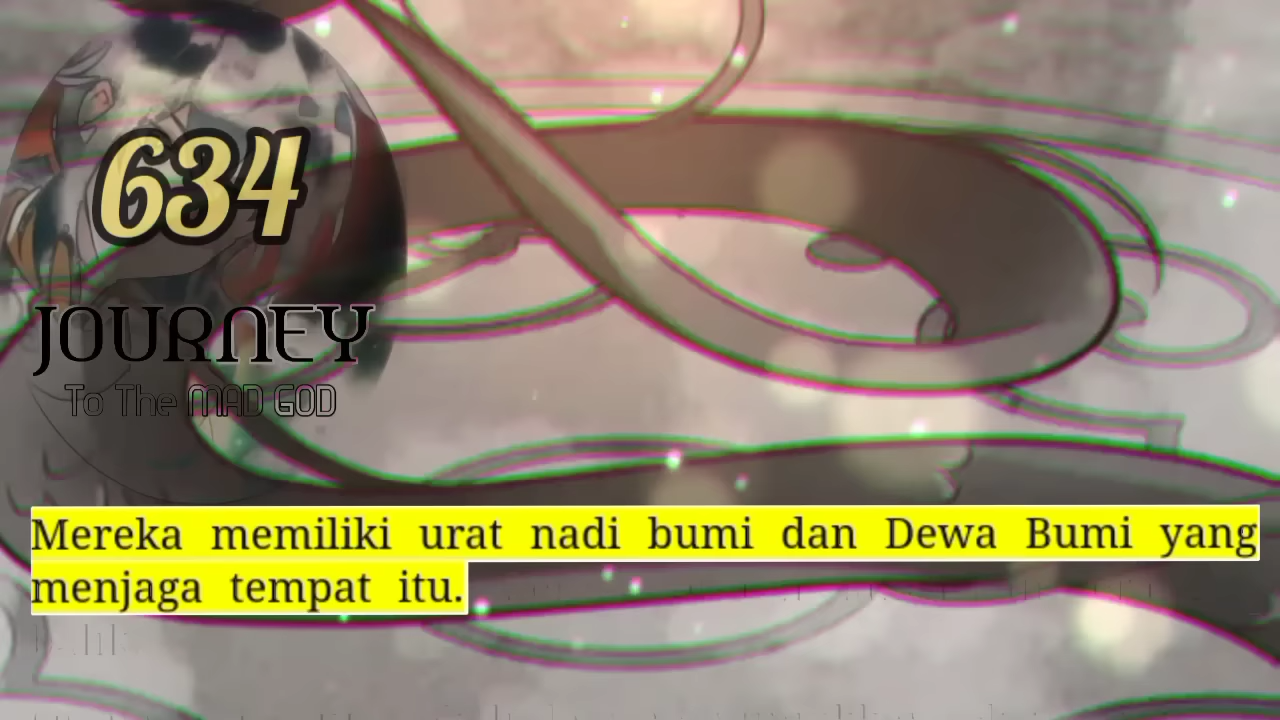 634
JOURNEY
To The MAD GOD
Mereka memiliki urat nadi bumi dan Dewa Bumi yang
menjaga tempat itu.